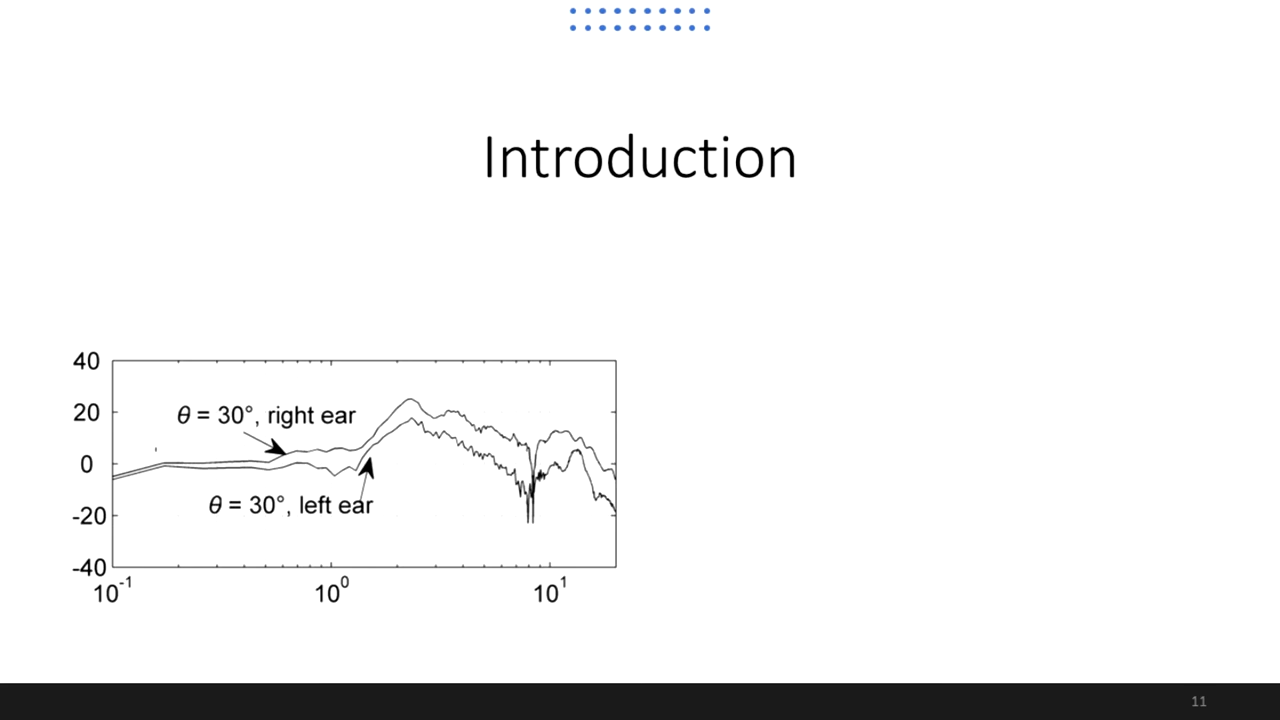 Introduction
40
20
0
-20
-40
θ = 30°, right ear
θ = 30°, left ear
10⁻¹ 10⁰ 10¹
11